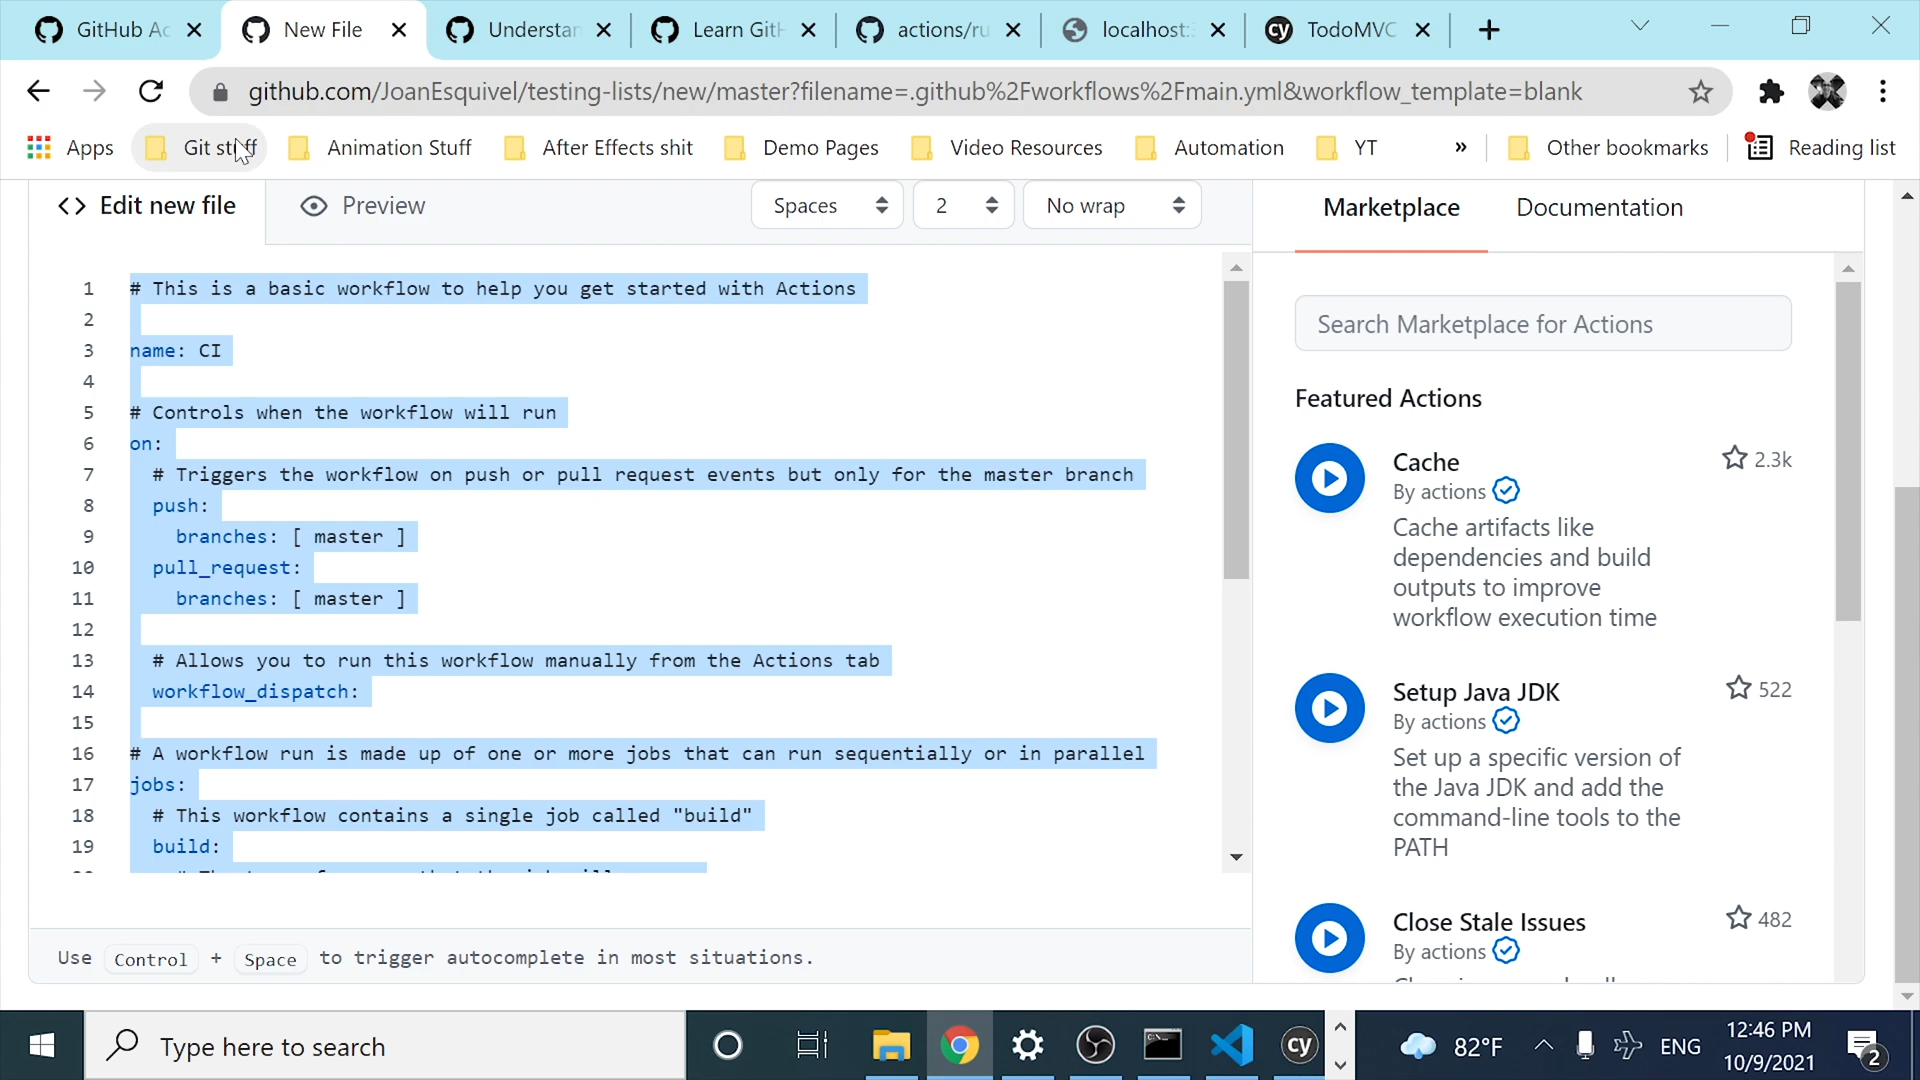 GitHub Ac
New File
Understan
Learn GitH
actions/ru
localhost:
cy TodoMVC
github.com/JoanEsquivel/testing-lists/new/master?filename=.github%2Fworkflows%2Fmain.yml&workflow_template=blank
Apps
Git stuff
Animation Stuff
After Effects shit
Demo Pages
Video Resources
Automation
YT
»
Other bookmarks
Reading list
<> Edit new file
Preview
Spaces
2
No wrap
Marketplace
Documentation
1 # This is a basic workflow to help you get started with Actions
2
3 name: CI
4
5 # Controls when the workflow will run
6 on:
7 # Triggers the workflow on push or pull request events but only for the master branch
8 push:
9 branches: [ master ]
10 pull_request:
11 branches: [ master ]
12
13 # Allows you to run this workflow manually from the Actions tab
14 workflow_dispatch:
15
16 # A workflow run is made up of one or more jobs that can run sequentially or in parallel
17 jobs:
18 # This workflow contains a single job called "build"
19 build:
Use Control + Space to trigger autocomplete in most situations.
Search Marketplace for Actions
Featured Actions
Cache
2.3k
By actions
Cache artifacts like
dependencies and build
outputs to improve
workflow execution time
Setup Java JDK
522
By actions
Set up a specific version of
the Java JDK and add the
command-line tools to the
PATH
Close Stale Issues
482
By actions
Type here to search
cy
82°F
ENG
12:46 PM
10/9/2021
2